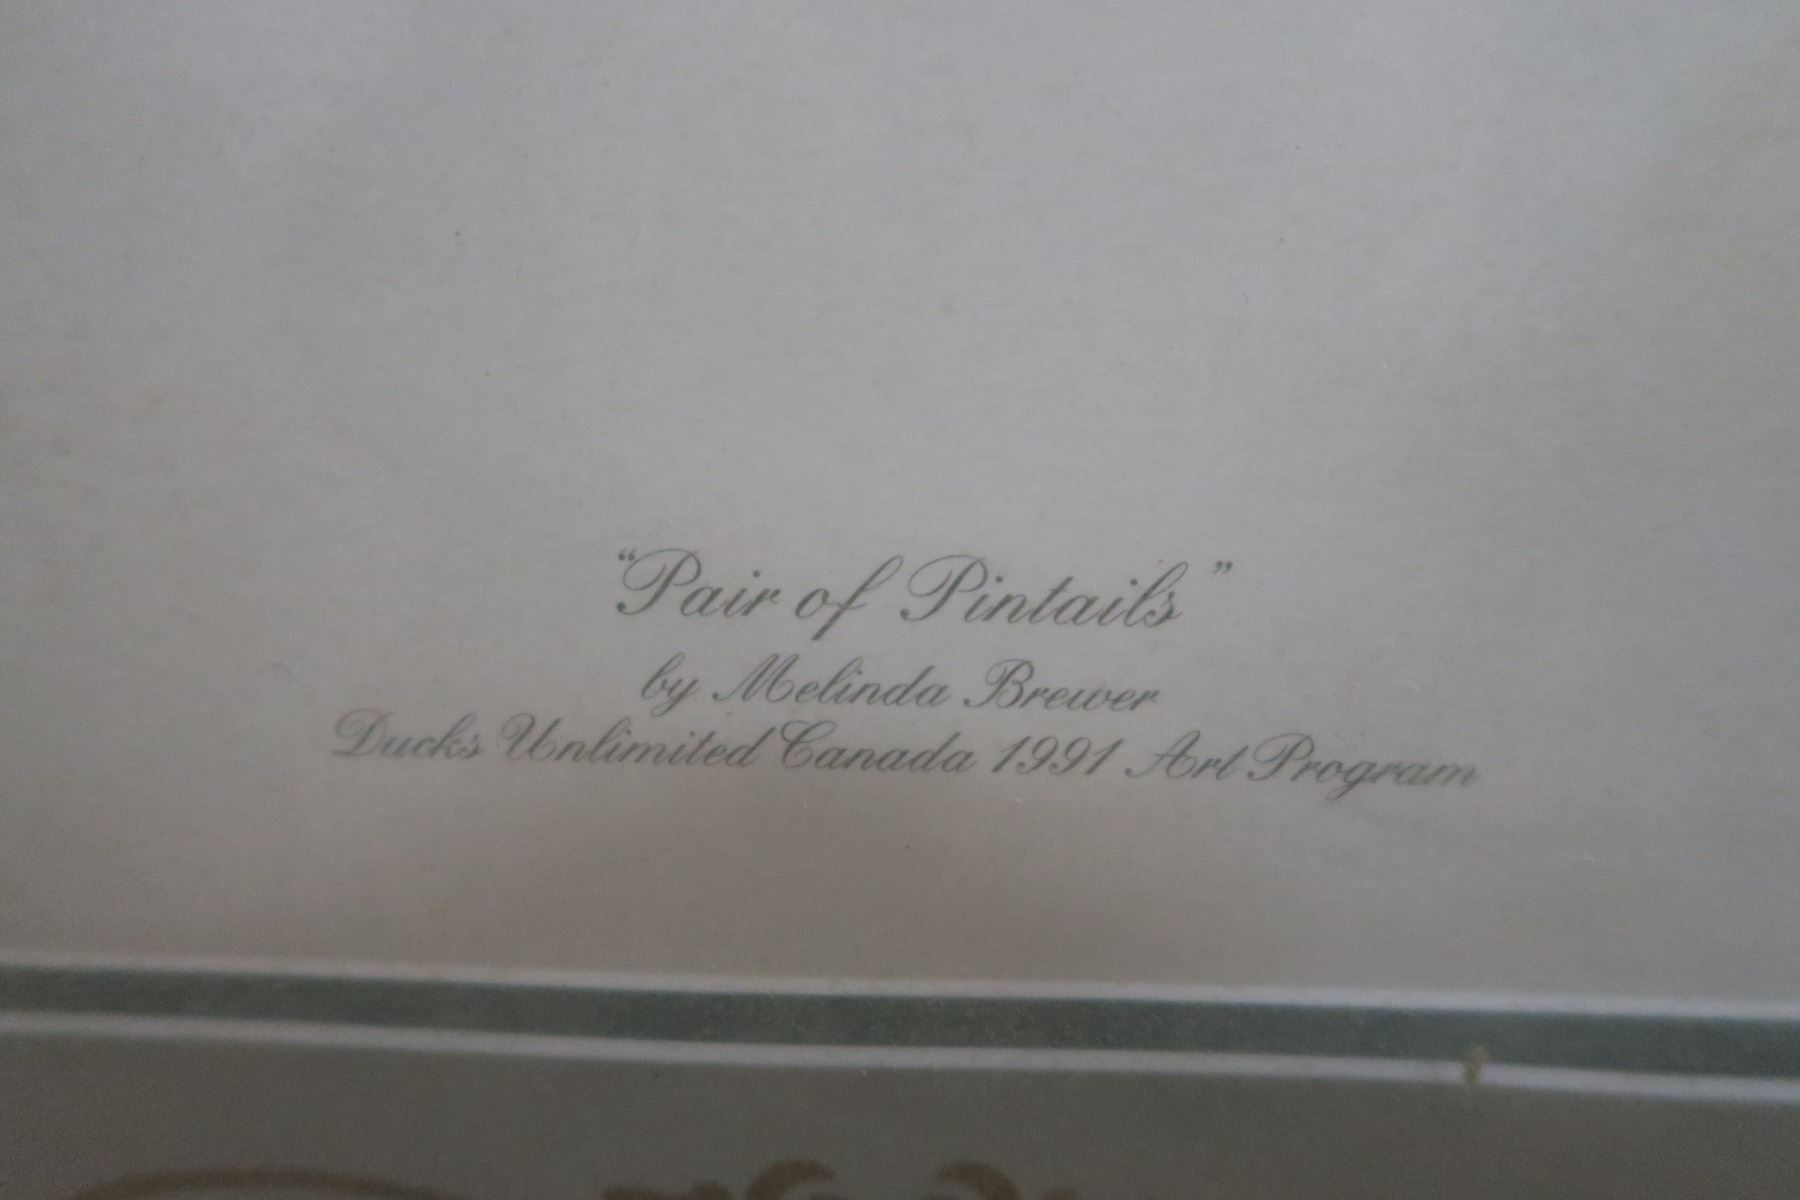 “Pair of Pintails”
by Melinda Brewer
Ducks Unlimited Canada 1991 Art Program